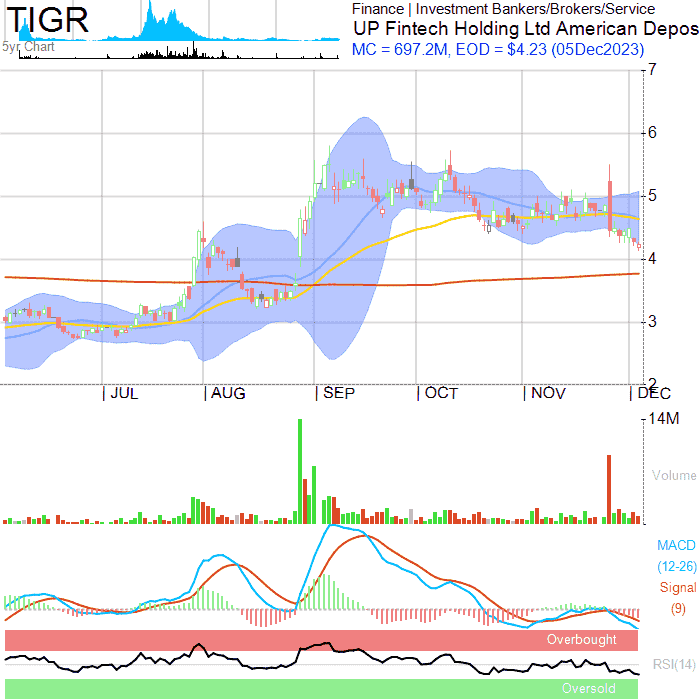 TIGR
5yr Chart
Finance | Investment Bankers/Brokers/Service
UP Fintech Holding Ltd American Depos
MC = 697.2M, EOD = $4.23 (05Dec2023)
7
6
5
4
3
2
| JUL | AUG | SEP | OCT | NOV | DEC
14M
Volume
MACD
(12-26)
Signal
(9)
Overbought
RSI(14)
Oversold